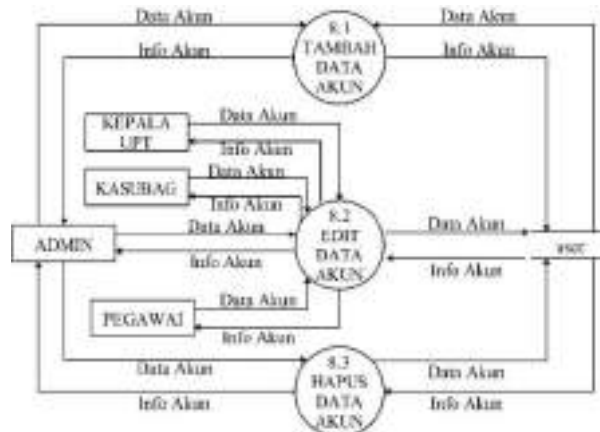 Data Akun
8.1
Data Akun
Info Akun
TAMBAH
Info Akun
DATA
AKUN
KEPALA
UPT
Data Akun
Info Akun
KASUBAG
Data Akun
Info Akun
8.2
ADMIN
Data Akun
EDIT
Data Akun
user
Info Akun
DATA
Info Akun
AKUN
PEGAWAI
Data Akun
Info Akun
8.3
Data Akun
HAPUS
Data Akun
Info Akun
DATA
Info Akun
AKUN